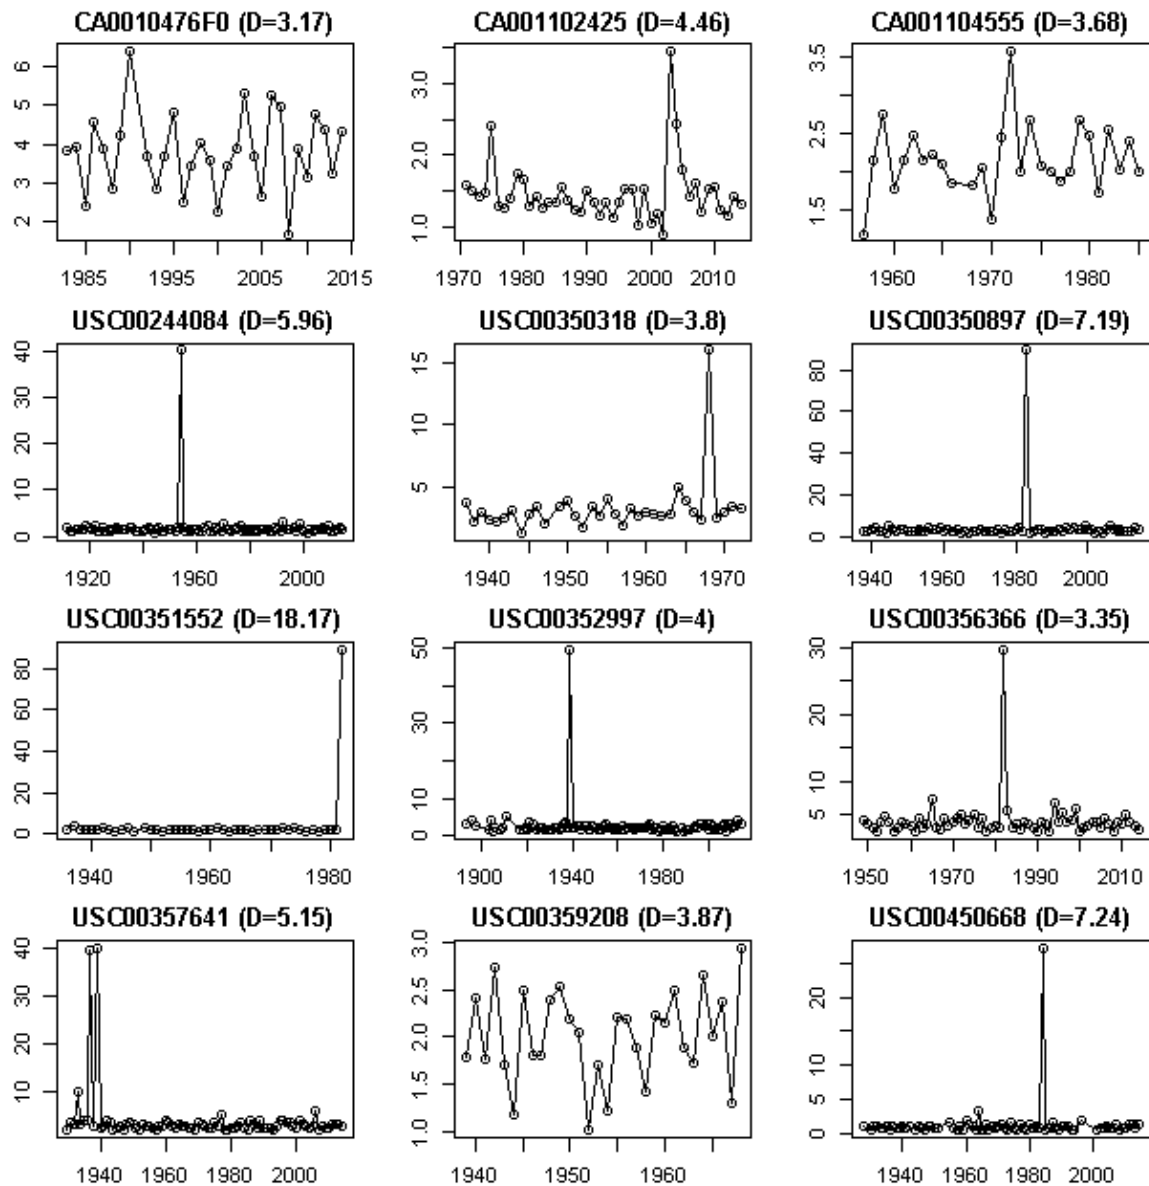 CA0010476F0 (D=3.17)
6
5
4
3
2
1985 1995 2005 2015
CA001102425 (D=4.46)
3.0
2.0
1.0
1970 1980 1990 2000 2010
CA001104555 (D=3.68)
3.5
2.5
1.5
1960 1970 1980
USC00244084 (D=5.96)
40
30
20
10
0
1920 1960 2000
USC00350318 (D=3.8)
15
10
5
1940 1950 1960 1970
USC00350897 (D=7.19)
80
60
40
20
0
1940 1960 1980 2000
USC00351552 (D=18.17)
80
60
40
20
0
1940 1960 1980
USC00352997 (D=4)
50
30
10
0
1900 1940 1980
USC00356366 (D=3.35)
30
20
10
5
1950 1970 1990 2010
USC00357641 (D=5.15)
40
30
20
10
1940 1960 1980 2000
USC00359208 (D=3.87)
3.0
2.5
2.0
1.5
1.0
1940 1950 1960
USC00450668 (D=7.24)
20
10
5
0
1940 1960 1980 2000